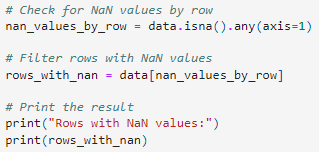 # Check for NaN values by row
nan_values_by_row = data.isna().any(axis=1)
# Filter rows with NaN values
rows_with_nan = data[nan_values_by_row]
# Print the result
print("Rows with NaN values:")
print(rows_with_nan)